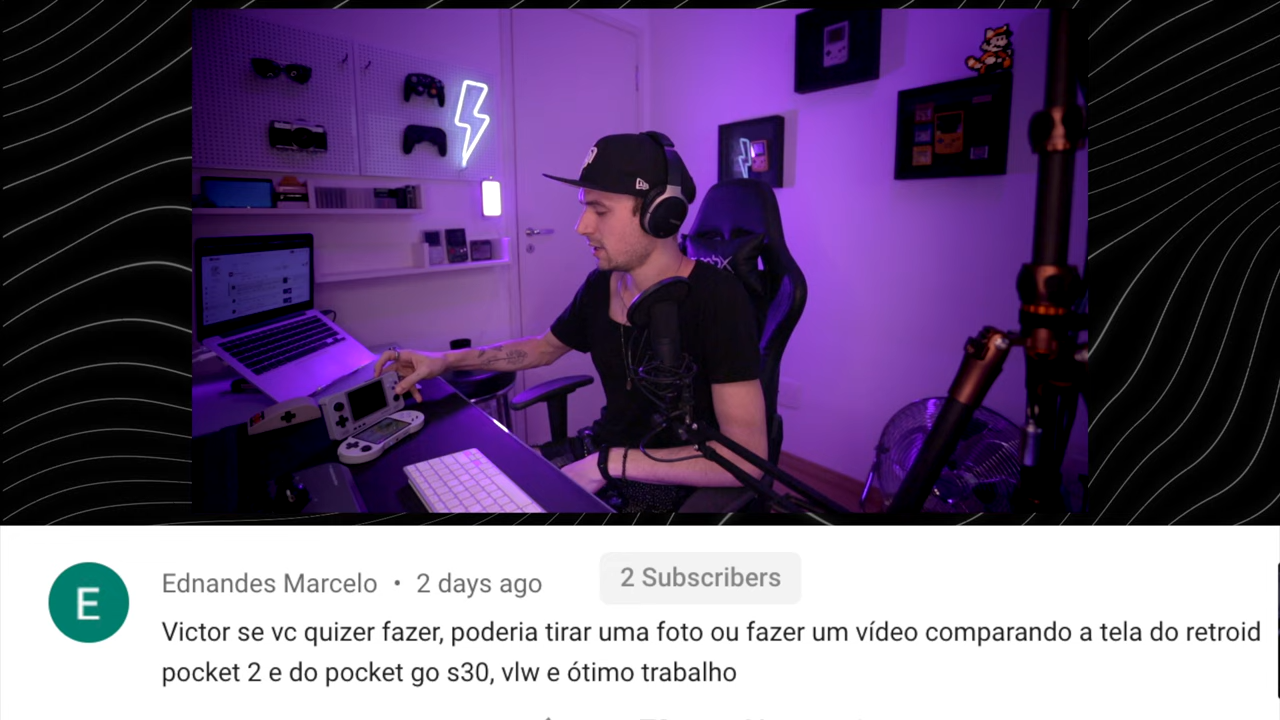 E
Ednandes Marcelo • 2 days ago
2 Subscribers
Victor se vc quizer fazer, poderia tirar uma foto ou fazer um vídeo comparando a tela do retroid
pocket 2 e do pocket go s30, vlw e ótimo trabalho